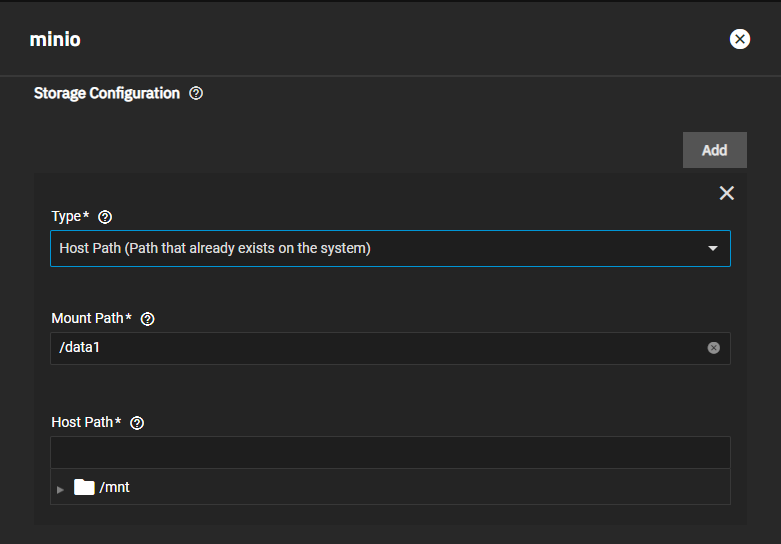 minio
Storage Configuration
Add
Type*
Host Path (Path that already exists on the system)
Mount Path*
/data1
Host Path*
/mnt